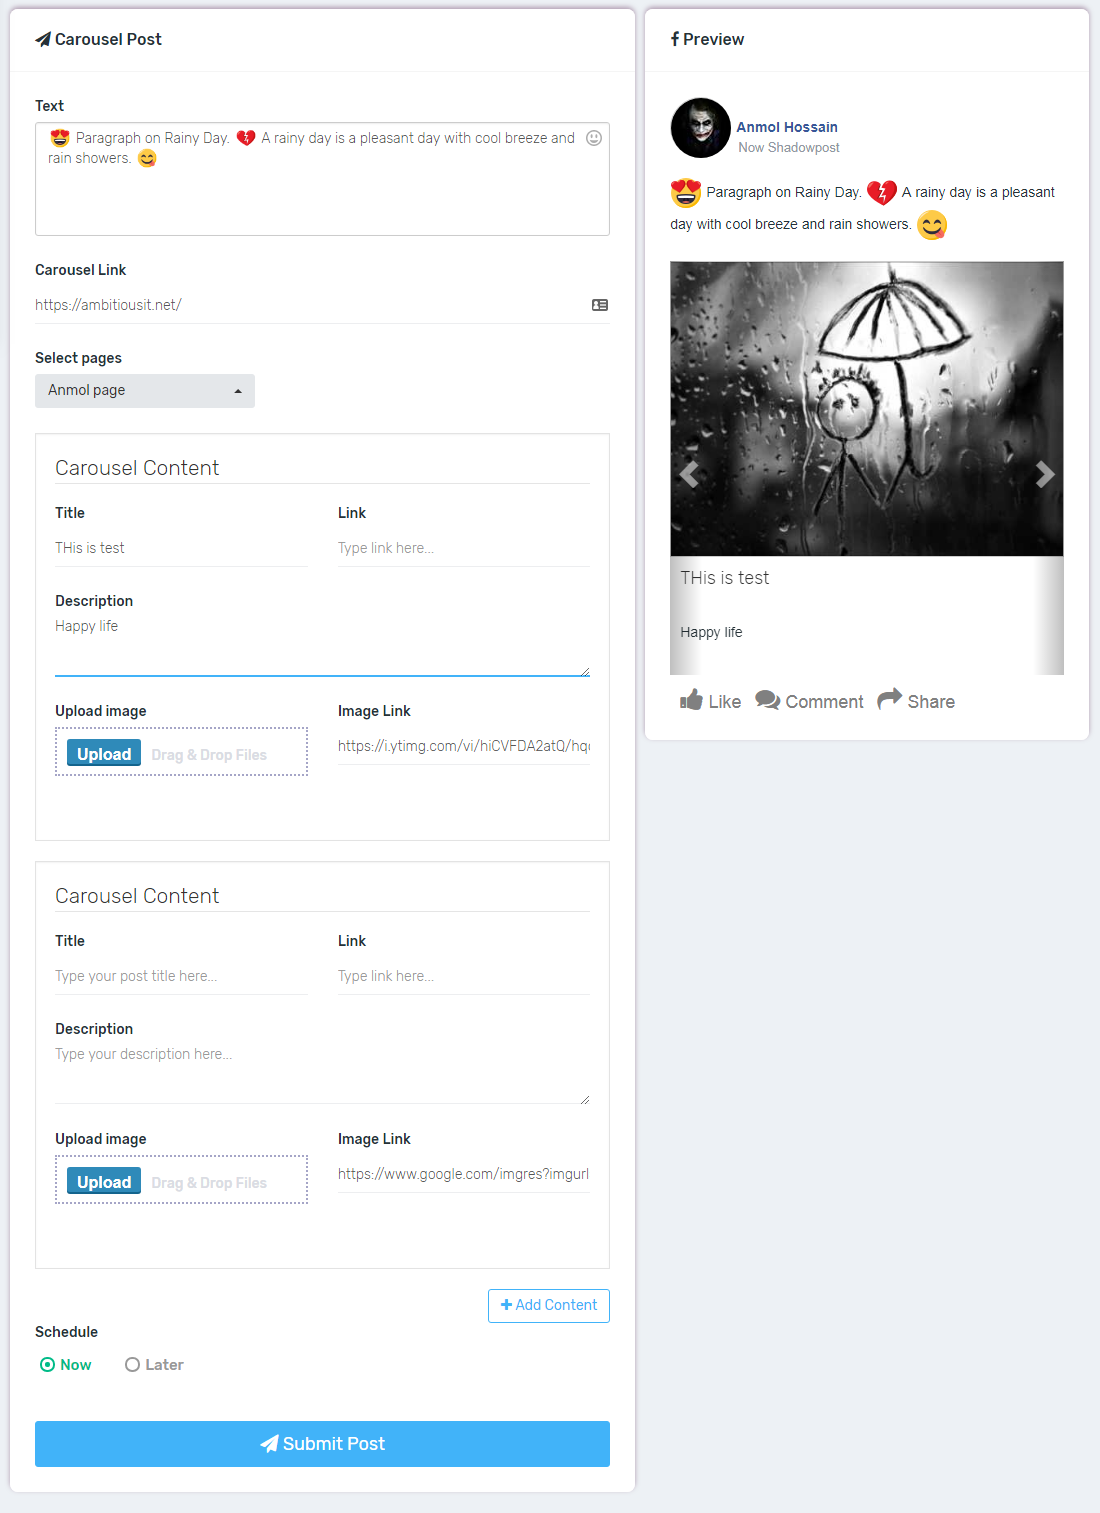 Carousel Post
Text
😍 Paragraph on Rainy Day. 💔 A rainy day is a pleasant day with cool breeze and
rain showers. 😋
Carousel Link
https://ambitiousit.net/
Select pages
Anmol page
Carousel Content
Title
Link
THis is test
Type link here...
Description
Happy life
Upload image
Image Link
Upload
Drag & Drop Files
https://i.ytimg.com/vi/hiCVFDA2atQ/hq
Carousel Content
Title
Link
Type your post title here...
Type link here...
Description
Type your description here...
Upload image
Image Link
Upload
Drag & Drop Files
https://www.google.com/imgres?imgurl
Add Content
Schedule
Now
Later
Submit Post
Preview
Anmol Hossain
Now Shadowpost
😍 Paragraph on Rainy Day. 💔 A rainy day is a pleasant
day with cool breeze and rain showers. 😋
THis is test
Happy life
Like
Comment
Share